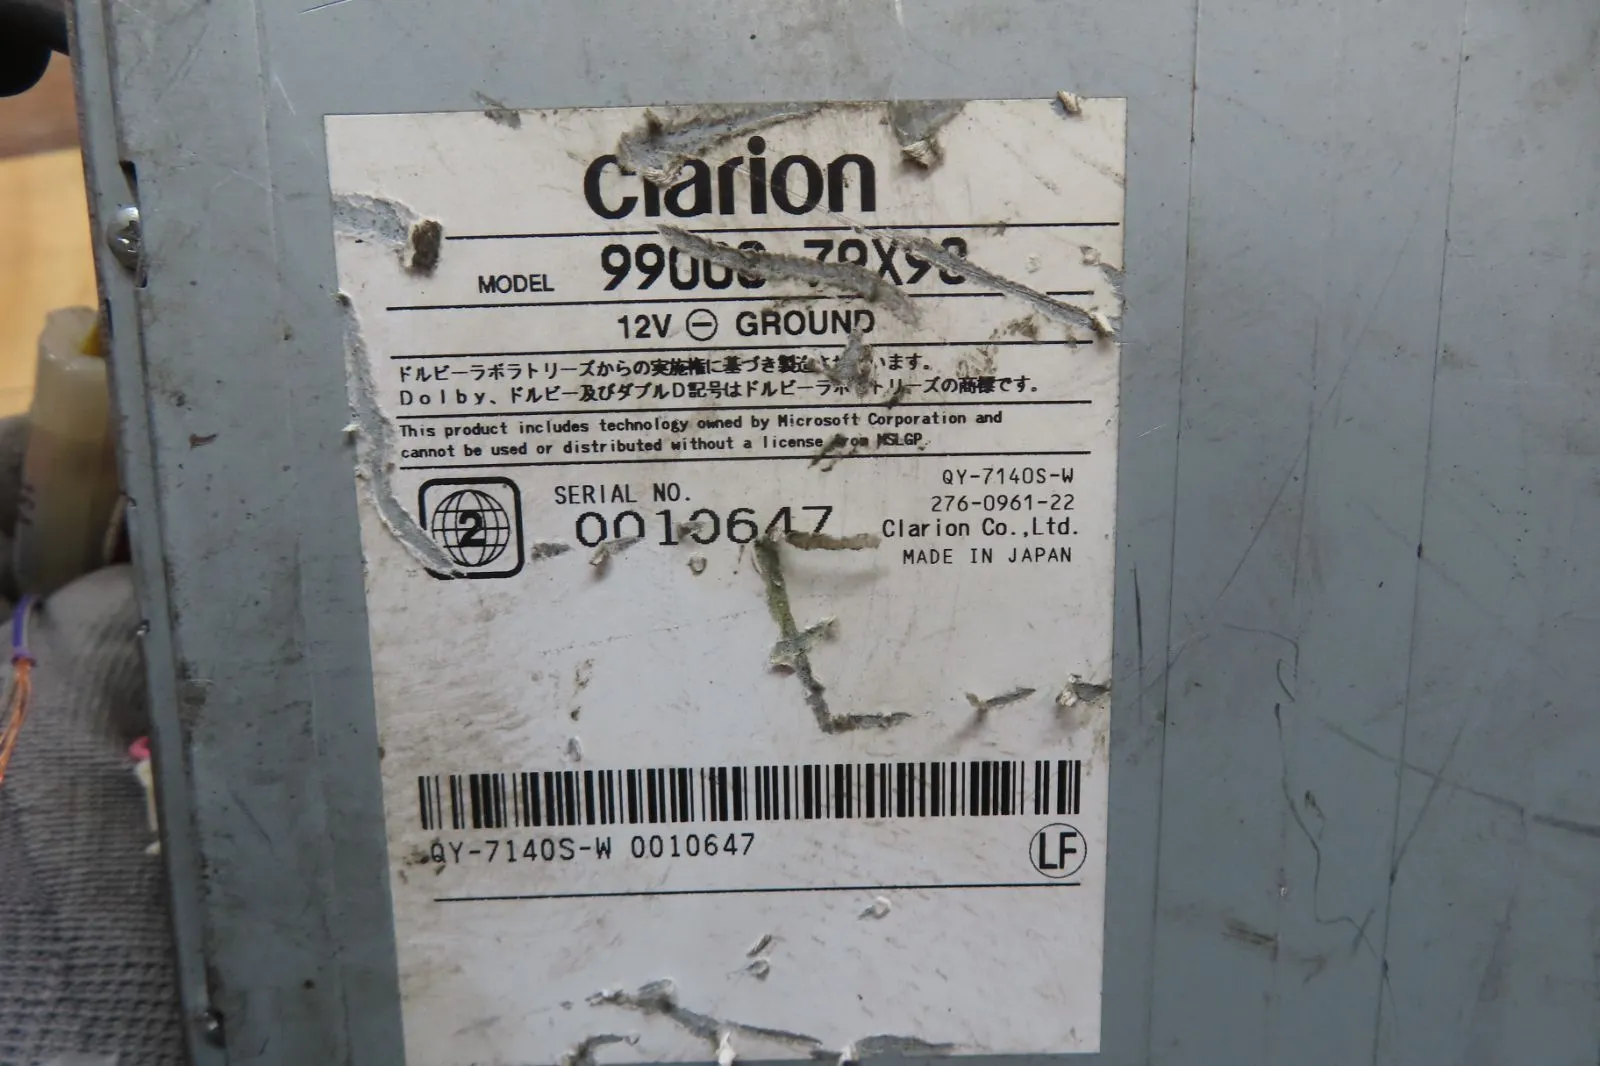 Clarion
MODEL 99000-79X98
12V ⊖ GROUND
ドルビーラボラトリーズからの実施権に基づき製造されています。
Dolby、ドルビー及びダブルD記号はドルビーラボラトリーズの商標です。
This product includes technology owned by Microsoft Corporation and
cannot be used or distributed without a license from MSLGP.
2
SERIAL NO.
0010647
QY-7140S-W
276-0961-22
Clarion Co.,Ltd.
MADE IN JAPAN
QY-7140S-W 0010647
LF